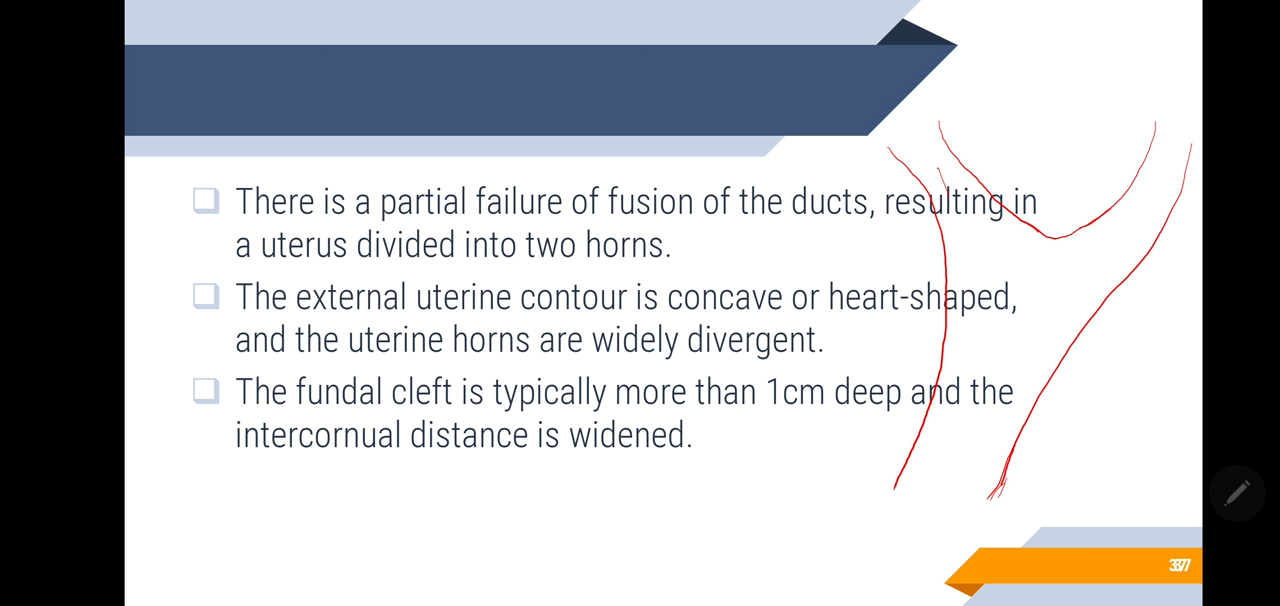 There is a partial failure of fusion of the ducts, resulting in
a uterus divided into two horns.
The external uterine contour is concave or heart-shaped,
and the uterine horns are widely divergent.
The fundal cleft is typically more than 1cm deep and the
intercornual distance is widened.